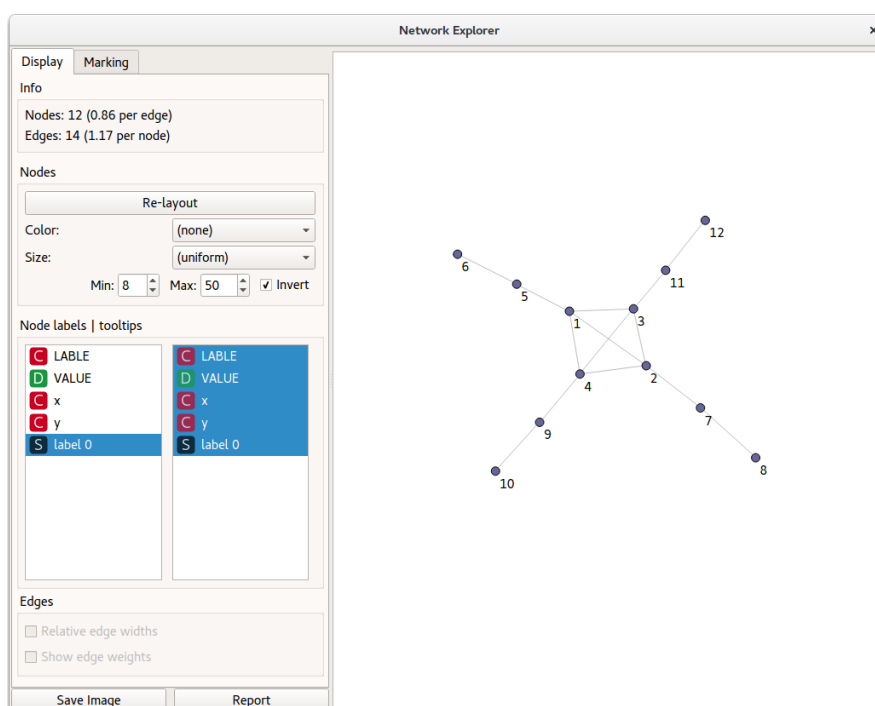 Network Explorer ×
Display Marking
Info
Nodes: 12 (0.86 per edge)
Edges: 14 (1.17 per node)
Nodes
Re-layout
Color: (none)
Size: (uniform)
Min: 8 Max: 50 Invert
Node labels | tooltips
C LABLE
D VALUE
C x
C y
S label 0
C LABLE
D VALUE
C x
C y
S label 0
Edges
Relative edge widths
Show edge weights
Save Image Report
12
6
11
5
1
3
4
2
7
9
8
10